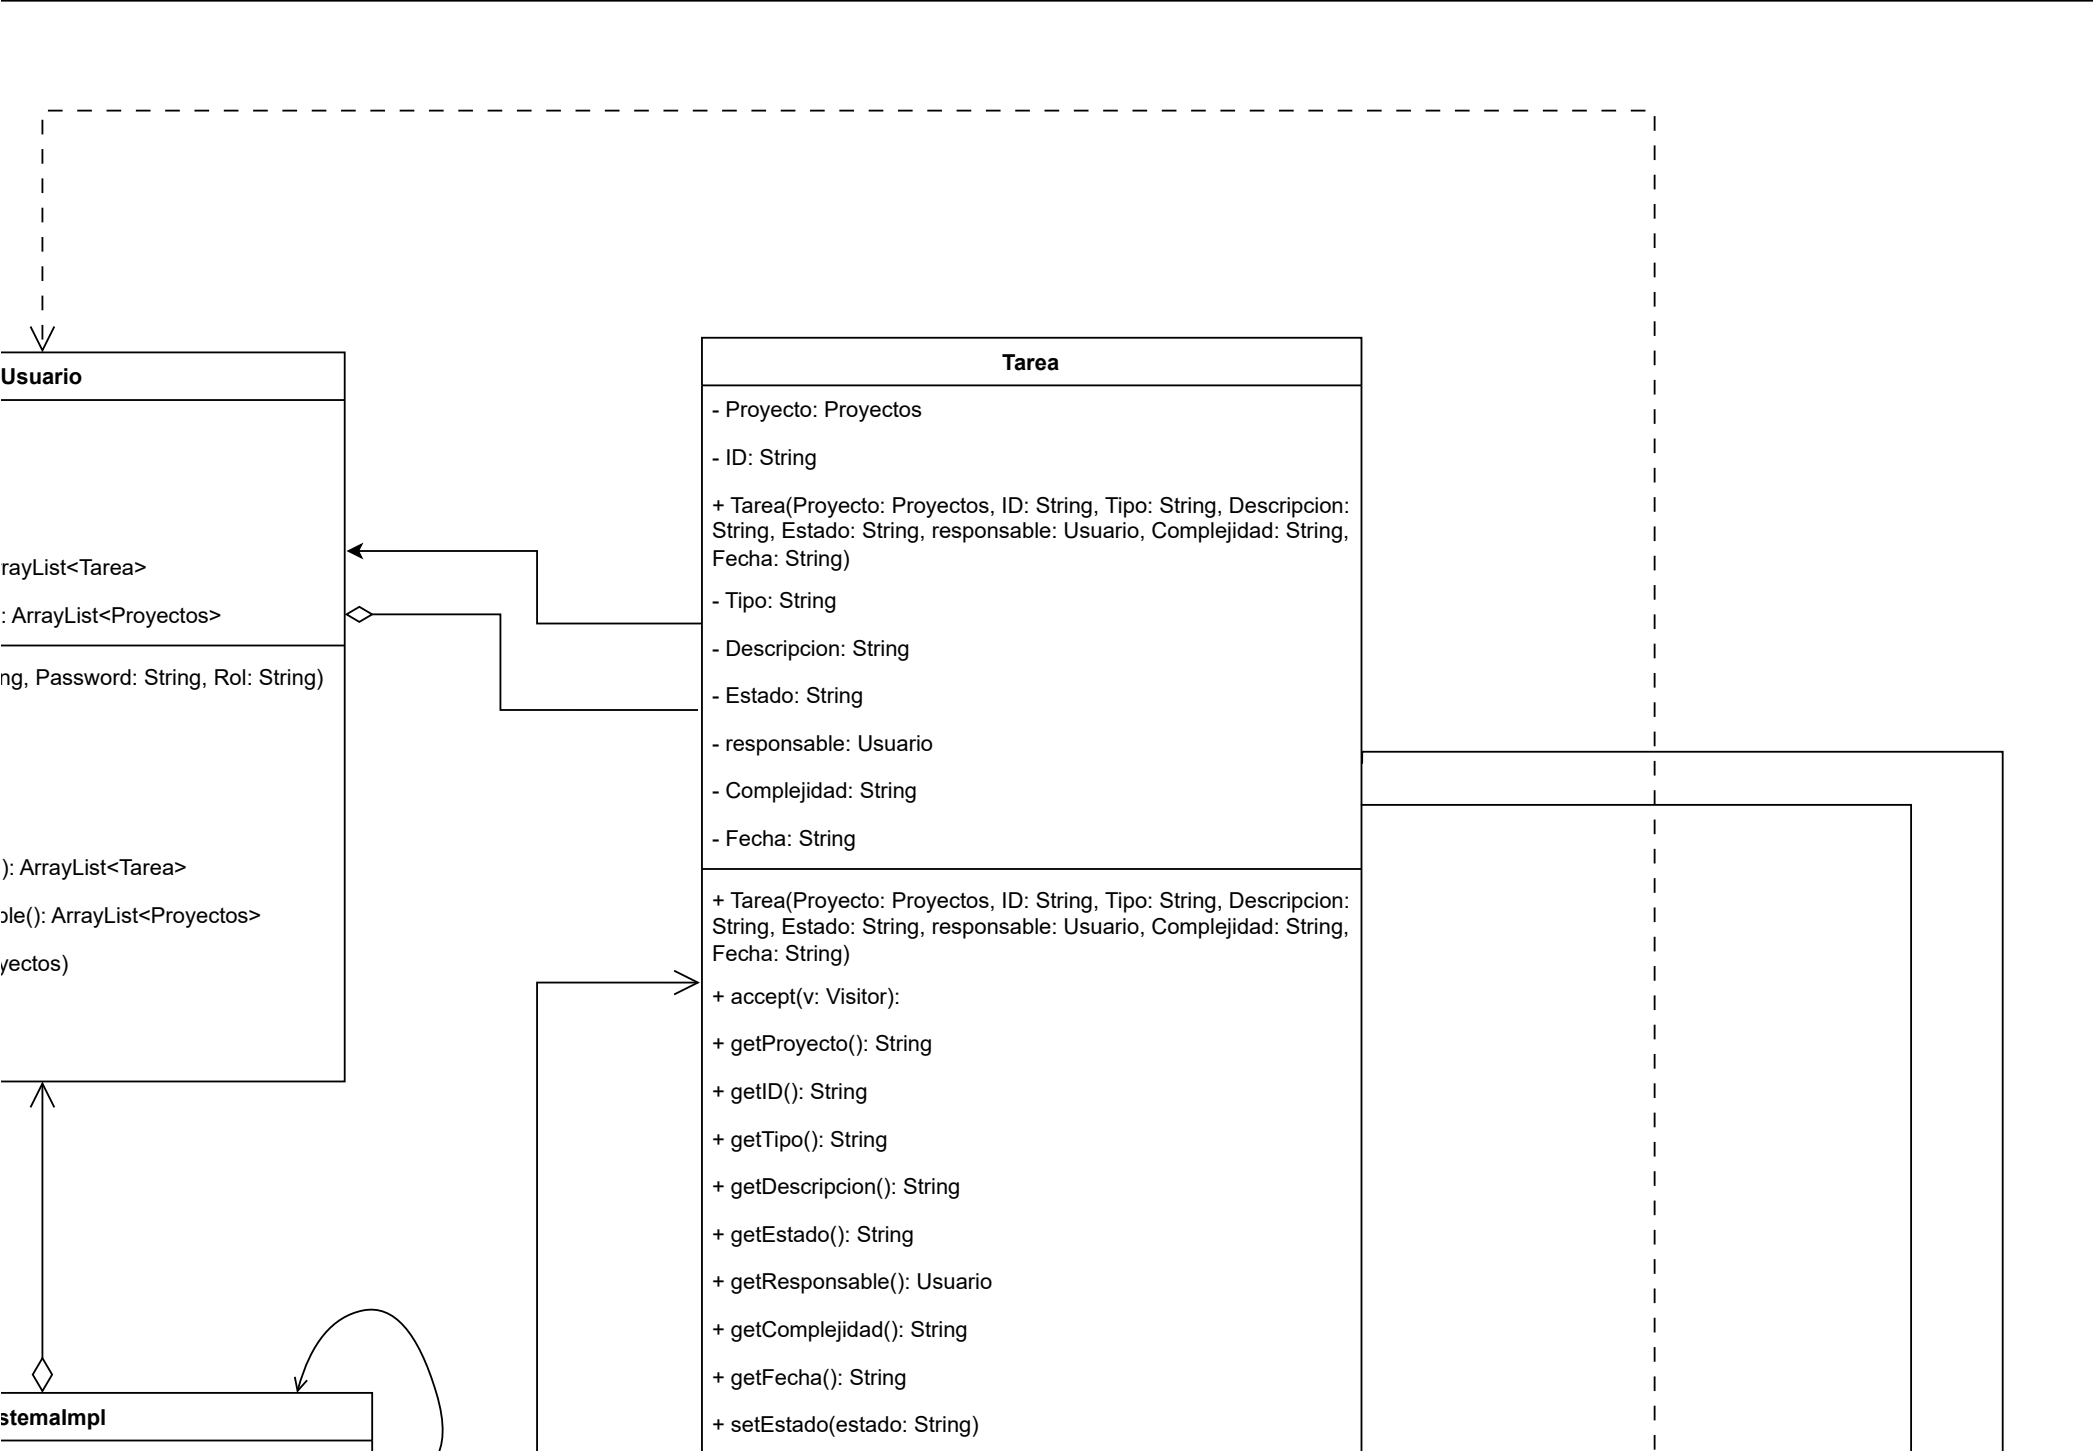 Usuario
rayList<Tarea>
: ArrayList<Proyectos>
ng, Password: String, Rol: String)
): ArrayList<Tarea>
ble(): ArrayList<Proyectos>
yectos)
stemaImpl
Tarea
- Proyecto: Proyectos
- ID: String
+ Tarea(Proyecto: Proyectos, ID: String, Tipo: String, Descripcion:
String, Estado: String, responsable: Usuario, Complejidad: String,
Fecha: String)
- Tipo: String
- Descripcion: String
- Estado: String
- responsable: Usuario
- Complejidad: String
- Fecha: String
+ Tarea(Proyecto: Proyectos, ID: String, Tipo: String, Descripcion:
String, Estado: String, responsable: Usuario, Complejidad: String,
Fecha: String)
+ accept(v: Visitor):
+ getProyecto(): String
+ getID(): String
+ getTipo(): String
+ getDescripcion(): String
+ getEstado(): String
+ getResponsable(): Usuario
+ getComplejidad(): String
+ getFecha(): String
+ setEstado(estado: String)